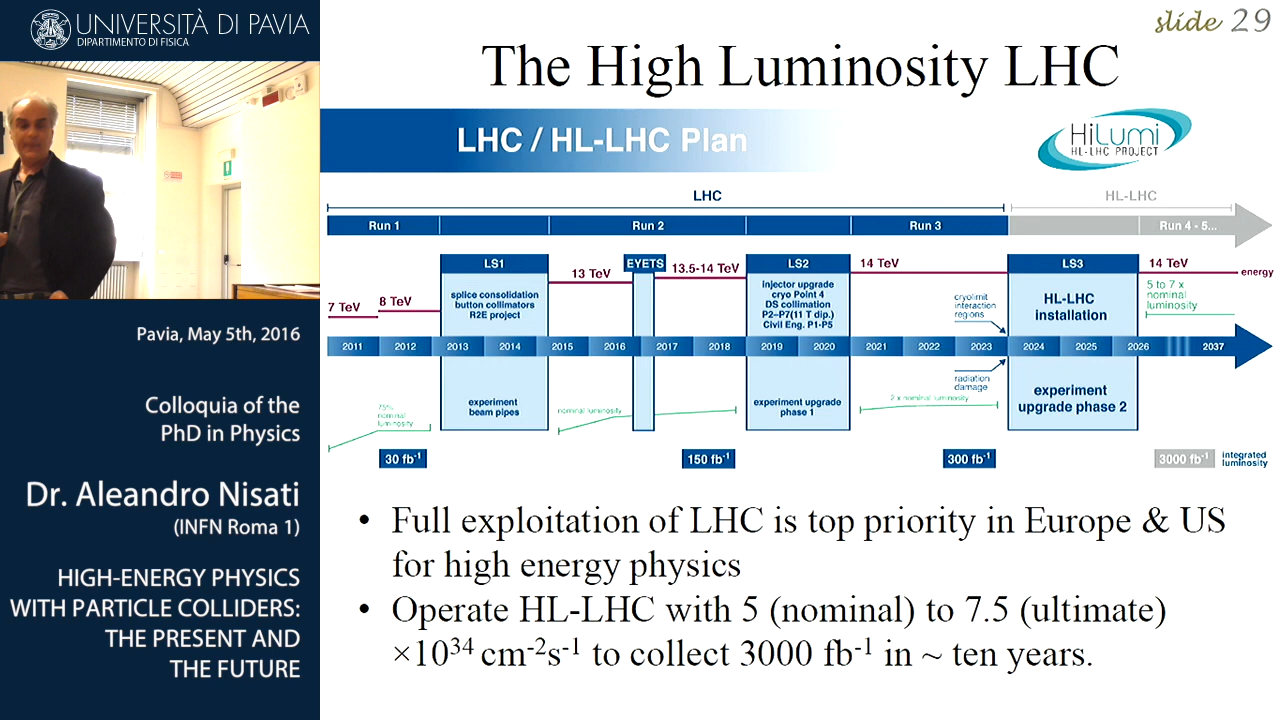 UNIVERSITÀ DI PAVIA
DIPARTIMENTO DI FISICA
Pavia, May 5th, 2016
Colloquia of the
PhD in Physics
Dr. Aleandro Nisati
(INFN Roma 1)
HIGH-ENERGY PHYSICS
WITH PARTICLE COLLIDERS:
THE PRESENT AND
THE FUTURE
slide 29
The High Luminosity LHC
LHC / HL-LHC Plan
HiLumi
HL-LHC PROJECT
LHC
HL-LHC
Run 1
Run 2
Run 3
Run 4 - 5...
LS1
EYETS
LS2
LS3
7 TeV
8 TeV
13 TeV
13.5-14 TeV
14 TeV
14 TeV
energy
splice consolidation
button collimators
R2E project
injector upgrade
cryo Point 4
DS collimation
P2-P7(11 T dip.)
Civil Eng. P1-P5
cryolimit
interaction
regions
HL-LHC
installation
5 to 7 x
nominal
luminosity
2011 2012 2013 2014 2015 2016 2017 2018 2019 2020 2021 2022 2023 2024 2025 2026 2037
75%
nominal
luminosity
experiment
beam pipes
nominal luminosity
experiment upgrade
phase 1
2 x nominal luminosity
radiation
damage
experiment
upgrade phase 2
30 fb-1
150 fb-1
300 fb-1
3000 fb-1
integrated
luminosity
• Full exploitation of LHC is top priority in Europe & US
for high energy physics
• Operate HL-LHC with 5 (nominal) to 7.5 (ultimate)
×10³⁴ cm⁻²s⁻¹ to collect 3000 fb⁻¹ in ~ ten years.